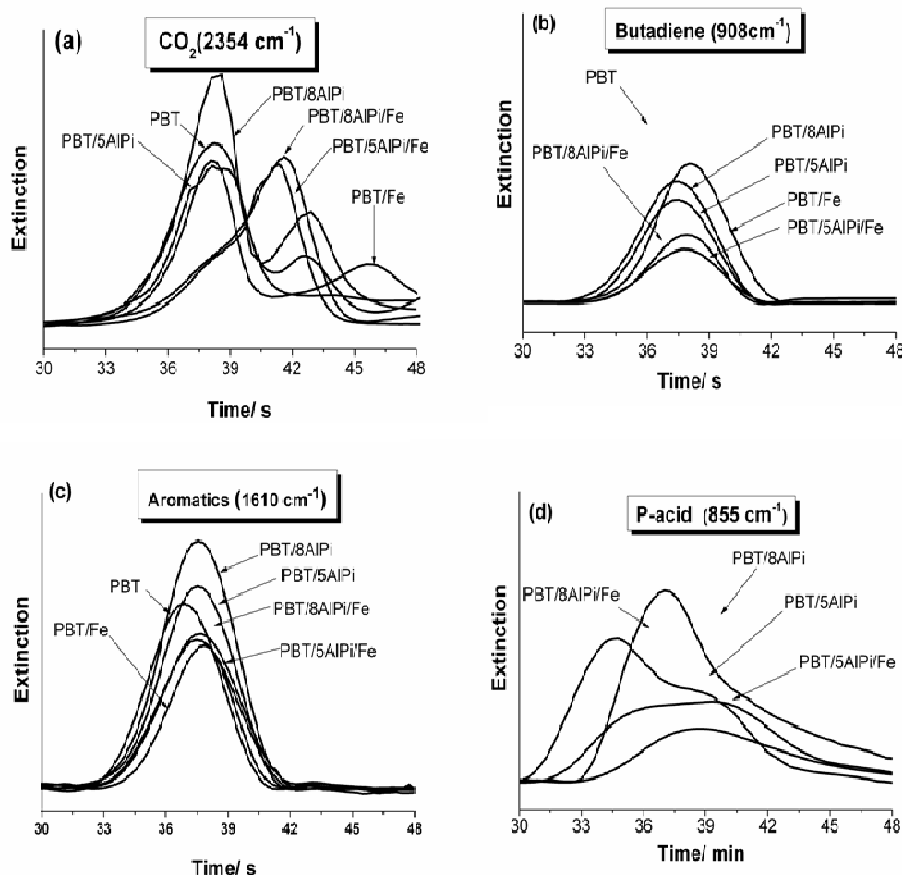 (a)
CO2(2354 cm-1)
PBT/8AlPi
PBT
PBT/8AlPi/Fe
PBT/5AlPi
PBT/5AlPi/Fe
PBT/Fe
Extinction
30 33 36 39 42 45 48
Time/ s
(b)
Butadiene (908cm-1)
PBT
PBT/8AlPi
PBT/8AlPi/Fe
PBT/5AlPi
PBT/Fe
PBT/5AlPi/Fe
Extinction
30 33 36 39 42 45 48
Time/ s
(c)
Aromatics (1610 cm-1)
PBT/8AlPi
PBT
PBT/5AlPi
PBT/Fe
PBT/8AlPi/Fe
PBT/5AlPi/Fe
Extinction
30 33 36 39 42 45 48
Time/ s
(d)
P-acid (855 cm-1)
PBT/8AlPi
PBT/8AlPi/Fe
PBT/5AlPi
PBT/5AlPi/Fe
Extinction
30 33 36 39 42 45 48
Time/ min